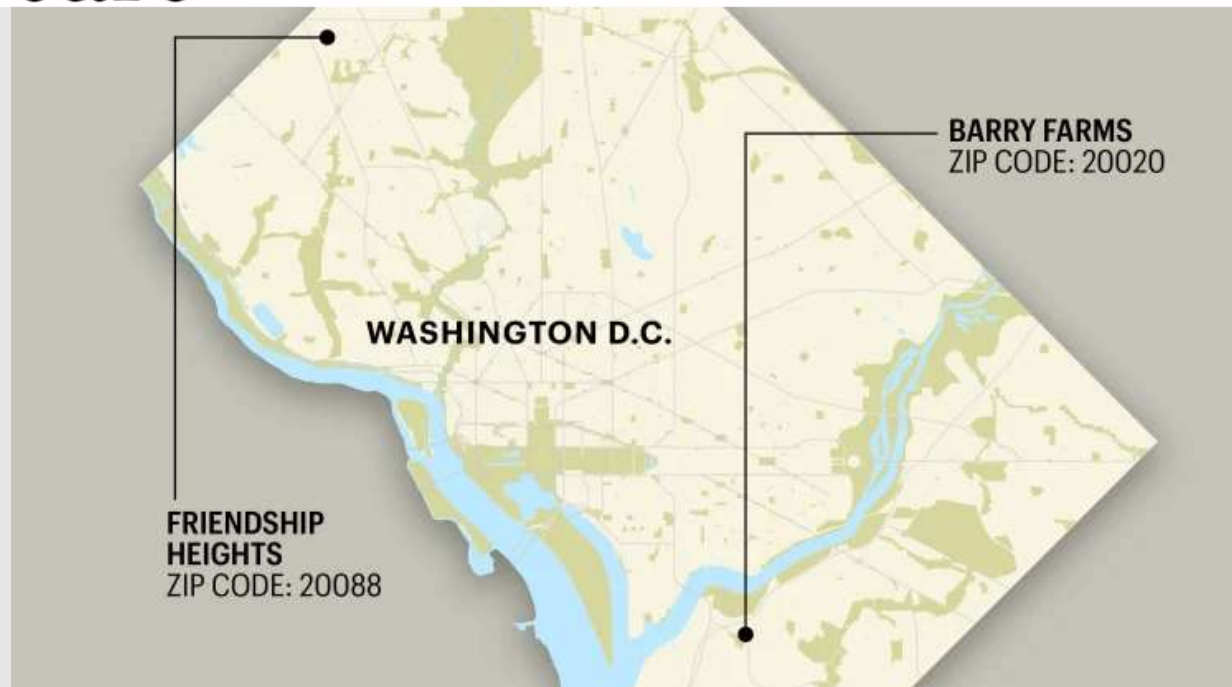 BARRY FARMS
ZIP CODE: 20020
WASHINGTON D.C.
FRIENDSHIP
HEIGHTS
ZIP CODE: 20088